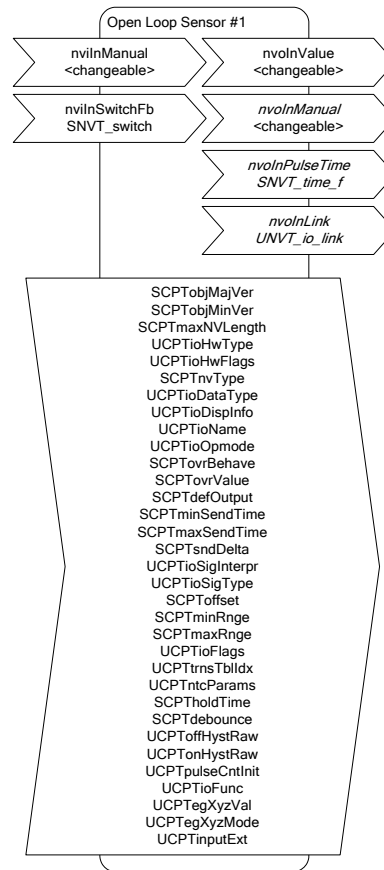 Open Loop Sensor #1
nviInManual
<changeable>
nvoInValue
<changeable>
nviInSwitchFb
SNVT_switch
nvoInManual
<changeable>
nvoInPulseTime
SNVT_time_f
nvoInLink
UNVT_io_link
SCPTobjMajVer
SCPTobjMinVer
SCPTmaxNVLength
UCPTioHwType
UCPTioHwFlags
SCPTnvType
UCPTioDataType
UCPTioDispInfo
UCPTioName
UCPTioOpmode
SCPTovrBehave
SCPTovrValue
SCPTdefOutput
SCPTminSendTime
SCPTmaxSendTime
SCPTsndDelta
UCPTioSigInterpr
UCPTioSigType
SCPToffset
SCPTminRnge
SCPTmaxRnge
UCPTioFlags
UCPTtrnsTblIdx
UCPTntcParams
SCPTholdTime
SCPTdebounce
UCPToffHystRaw
UCPTonHystRaw
UCPTpulseCntInit
UCPTioFunc
UCPTegXyzVal
UCPTegXyzMode
UCPTinputExt